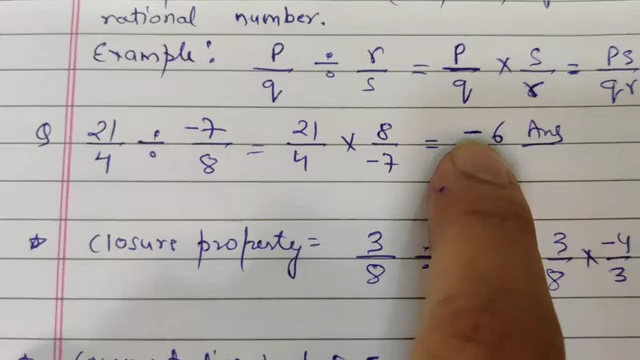 rational number.
Example: p/q ÷ r/s = p/q × s/r = ps/qr
Q 21/4 ÷ -7/8 = 21/4 × 8/-7 = -6 Ans
* Closure property = 3/8 ÷ 3/8 × -4/3